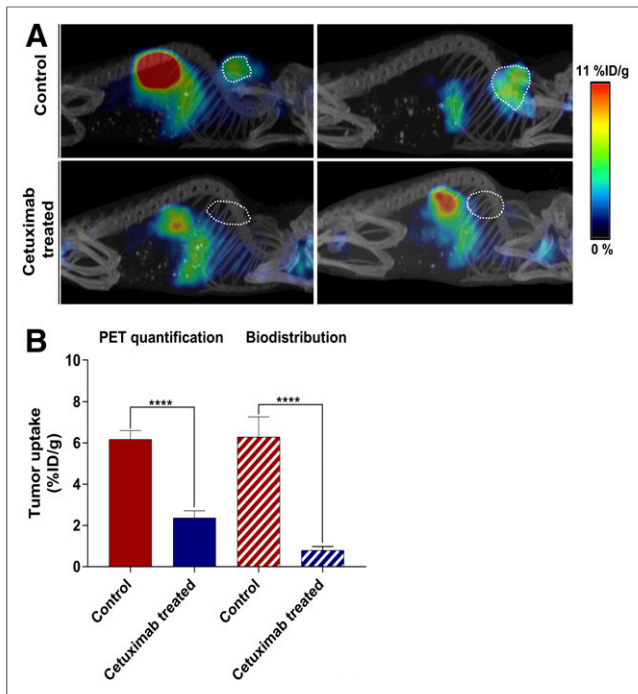 A
Control
Cetuximab
treated
11 %ID/g
0 %
B
PET quantification
Biodistribution
Tumor uptake
(%ID/g)
10
8
6
4
2
0
****
****
Control
Cetuximab treated
Control
Cetuximab treated